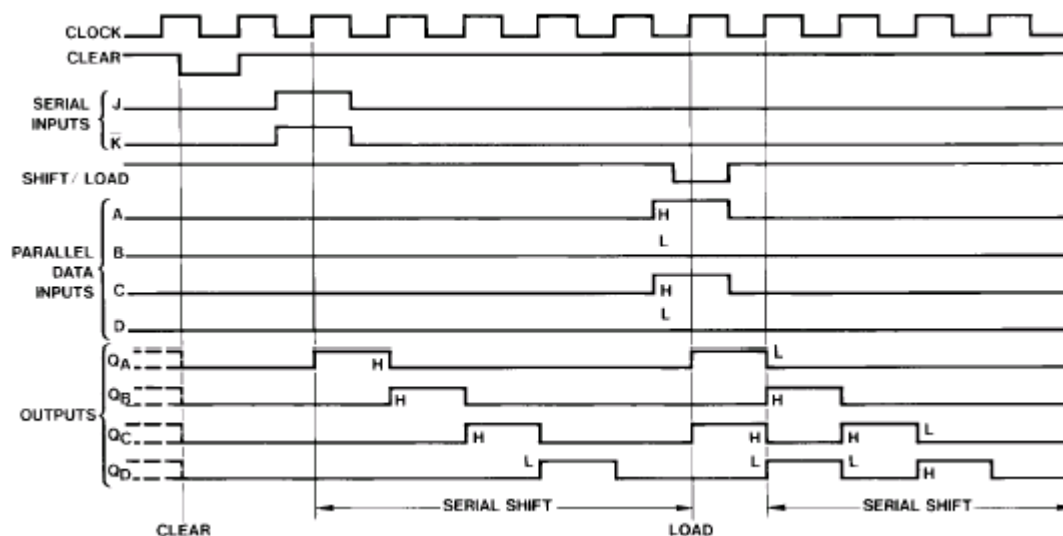 CLOCK
CLEAR
SERIAL INPUTS
J
K̅
SHIFT/ LOAD
PARALLEL DATA INPUTS
A
H
L
B
C
H
L
D
OUTPUTS
QA
H
L
QB
H
H
QC
H
H
H
L
QD
L
L
L
H
SERIAL SHIFT
SERIAL SHIFT
CLEAR
LOAD